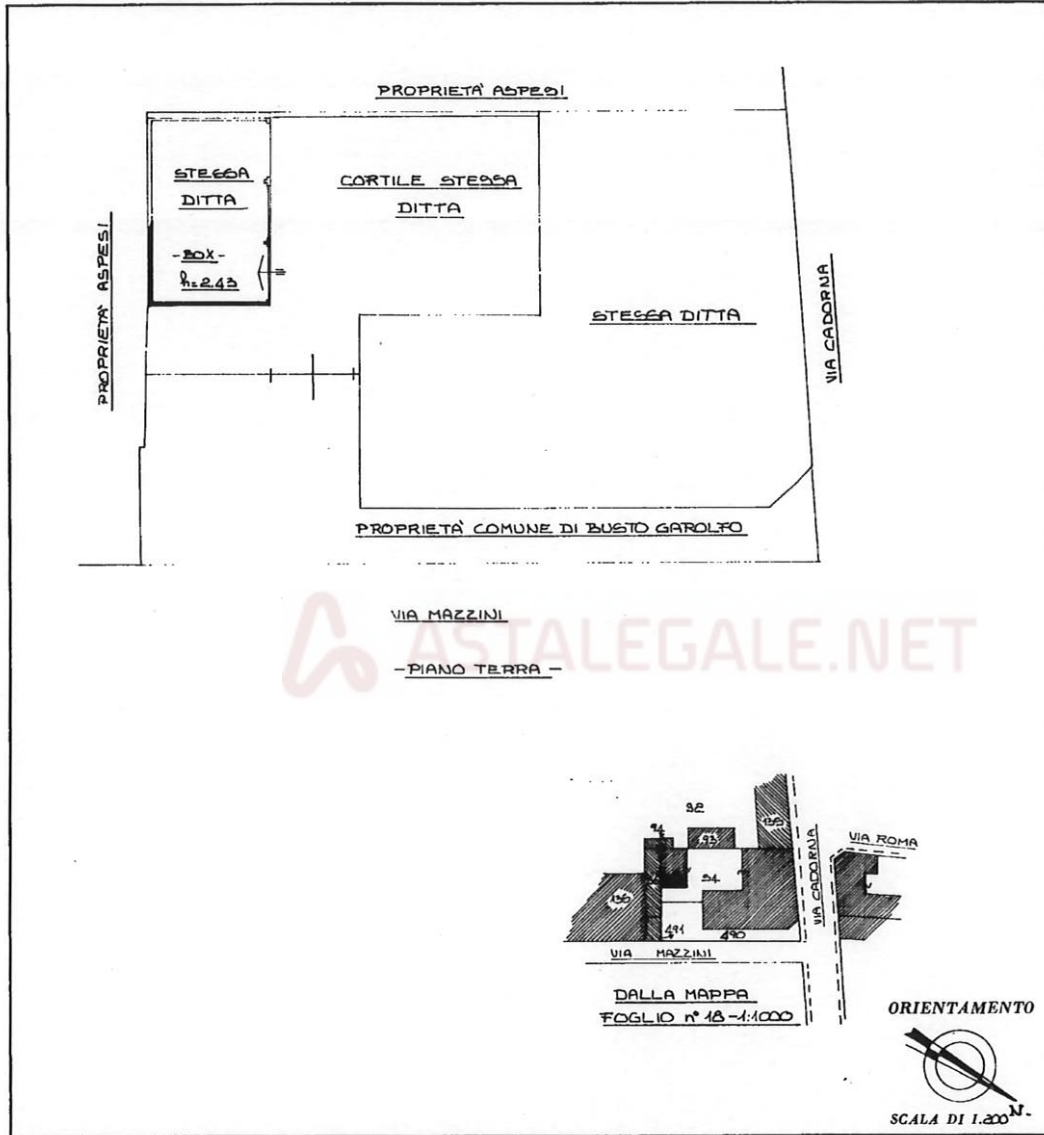 PROPRIETA' ASPESI
STESSA
DITTA
CORTILE STESSA
DITTA
-BOX-
h=2.43
PROPRIETA' ASPESI
STESSA DITTA
VIA CADORNA
PROPRIETA' COMUNE DI BUSTO GAROLFO
VIA MAZZINI
ASTALEGALE.NET
-PIANO TERRA-
92
135
93
VIA ROMA
94
VIA CADORNA
136
491
490
VIA MAZZINI
DALLA MAPPA
FOGLIO n° 18-1:1000
ORIENTAMENTO
N-
SCALA DI 1:200